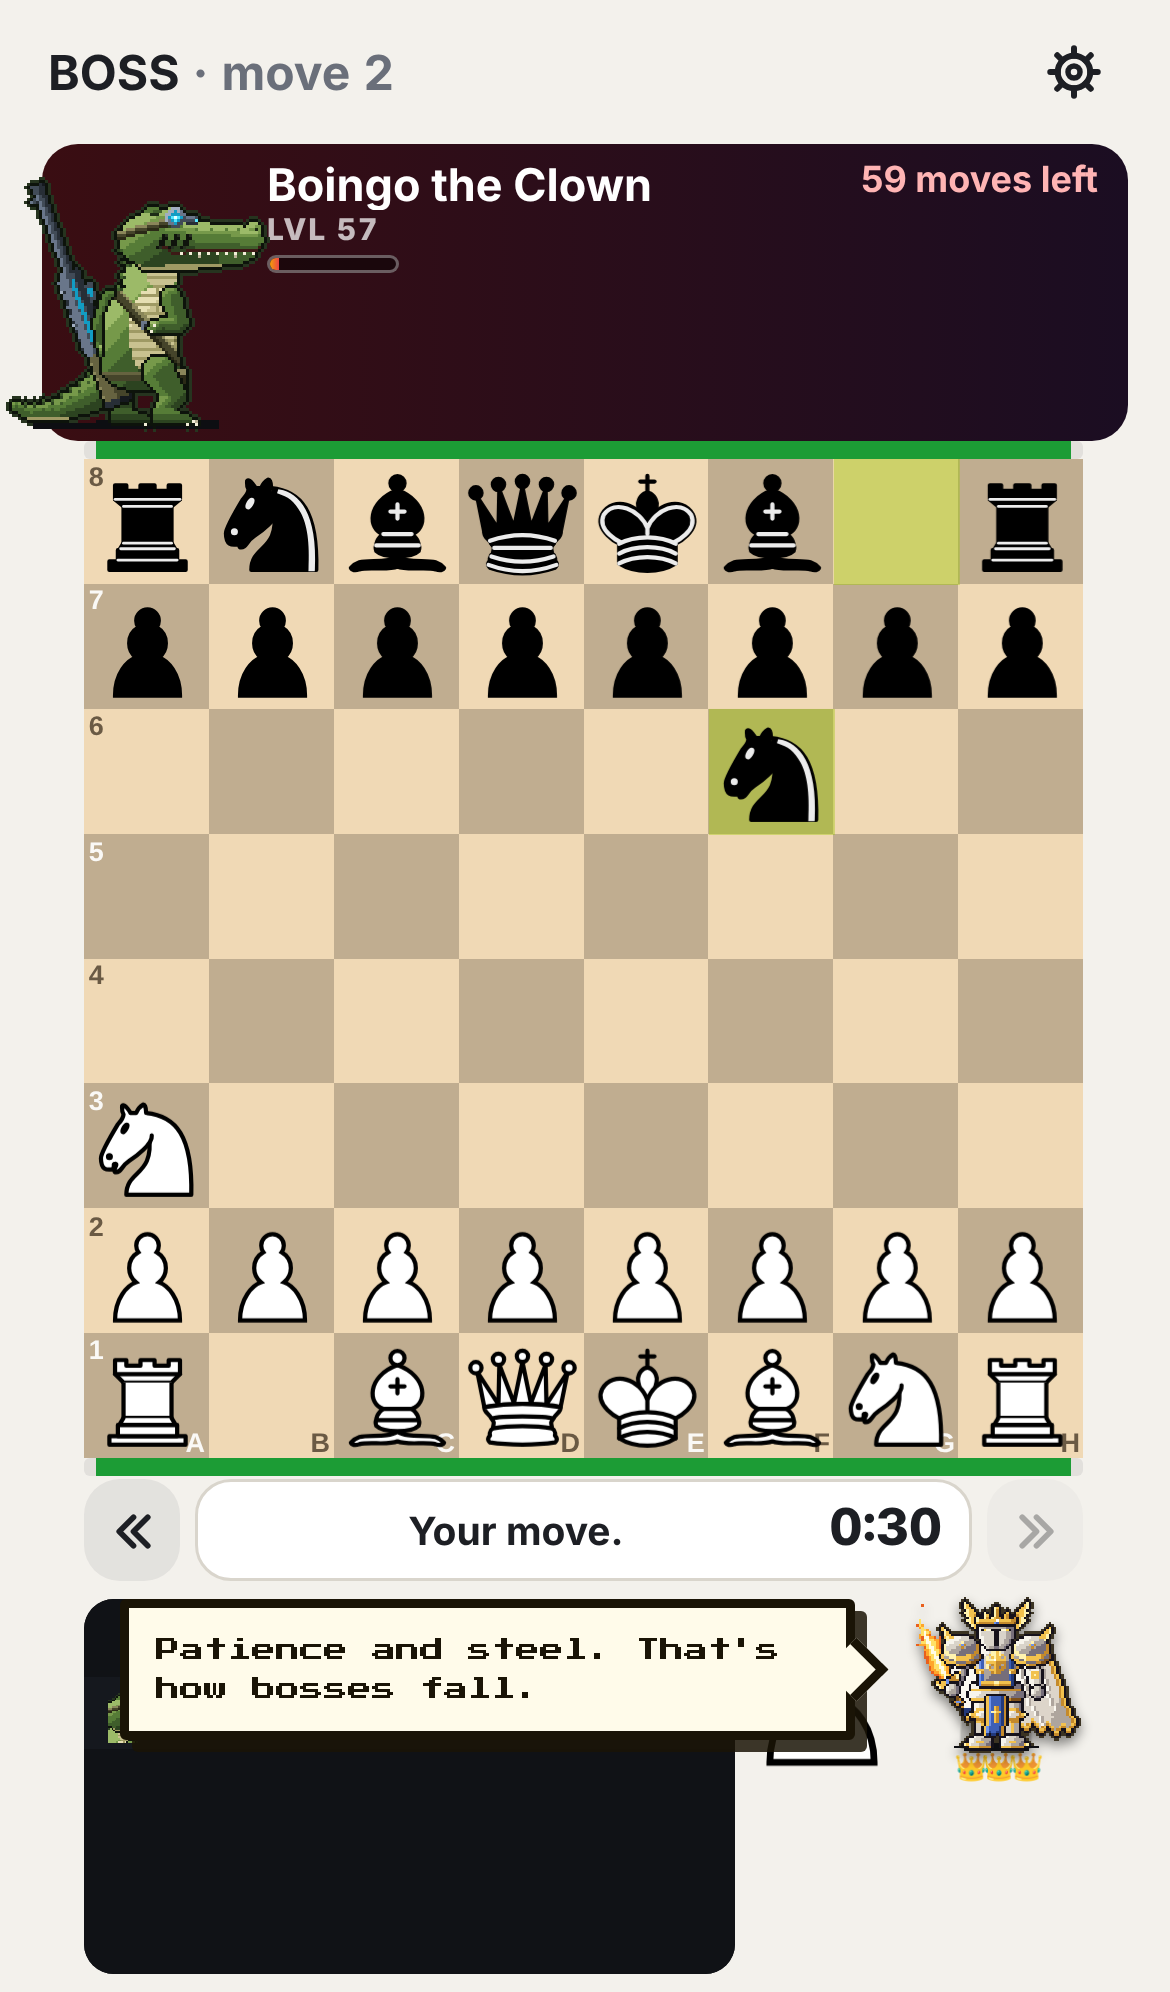 BOSS · move 2
Boingo the Clown
59 moves left
LVL 57
8
7
6
5
4
3
2
1
A B C D E F G H
Your move.
0:30
Patience and steel. That's
how bosses fall.